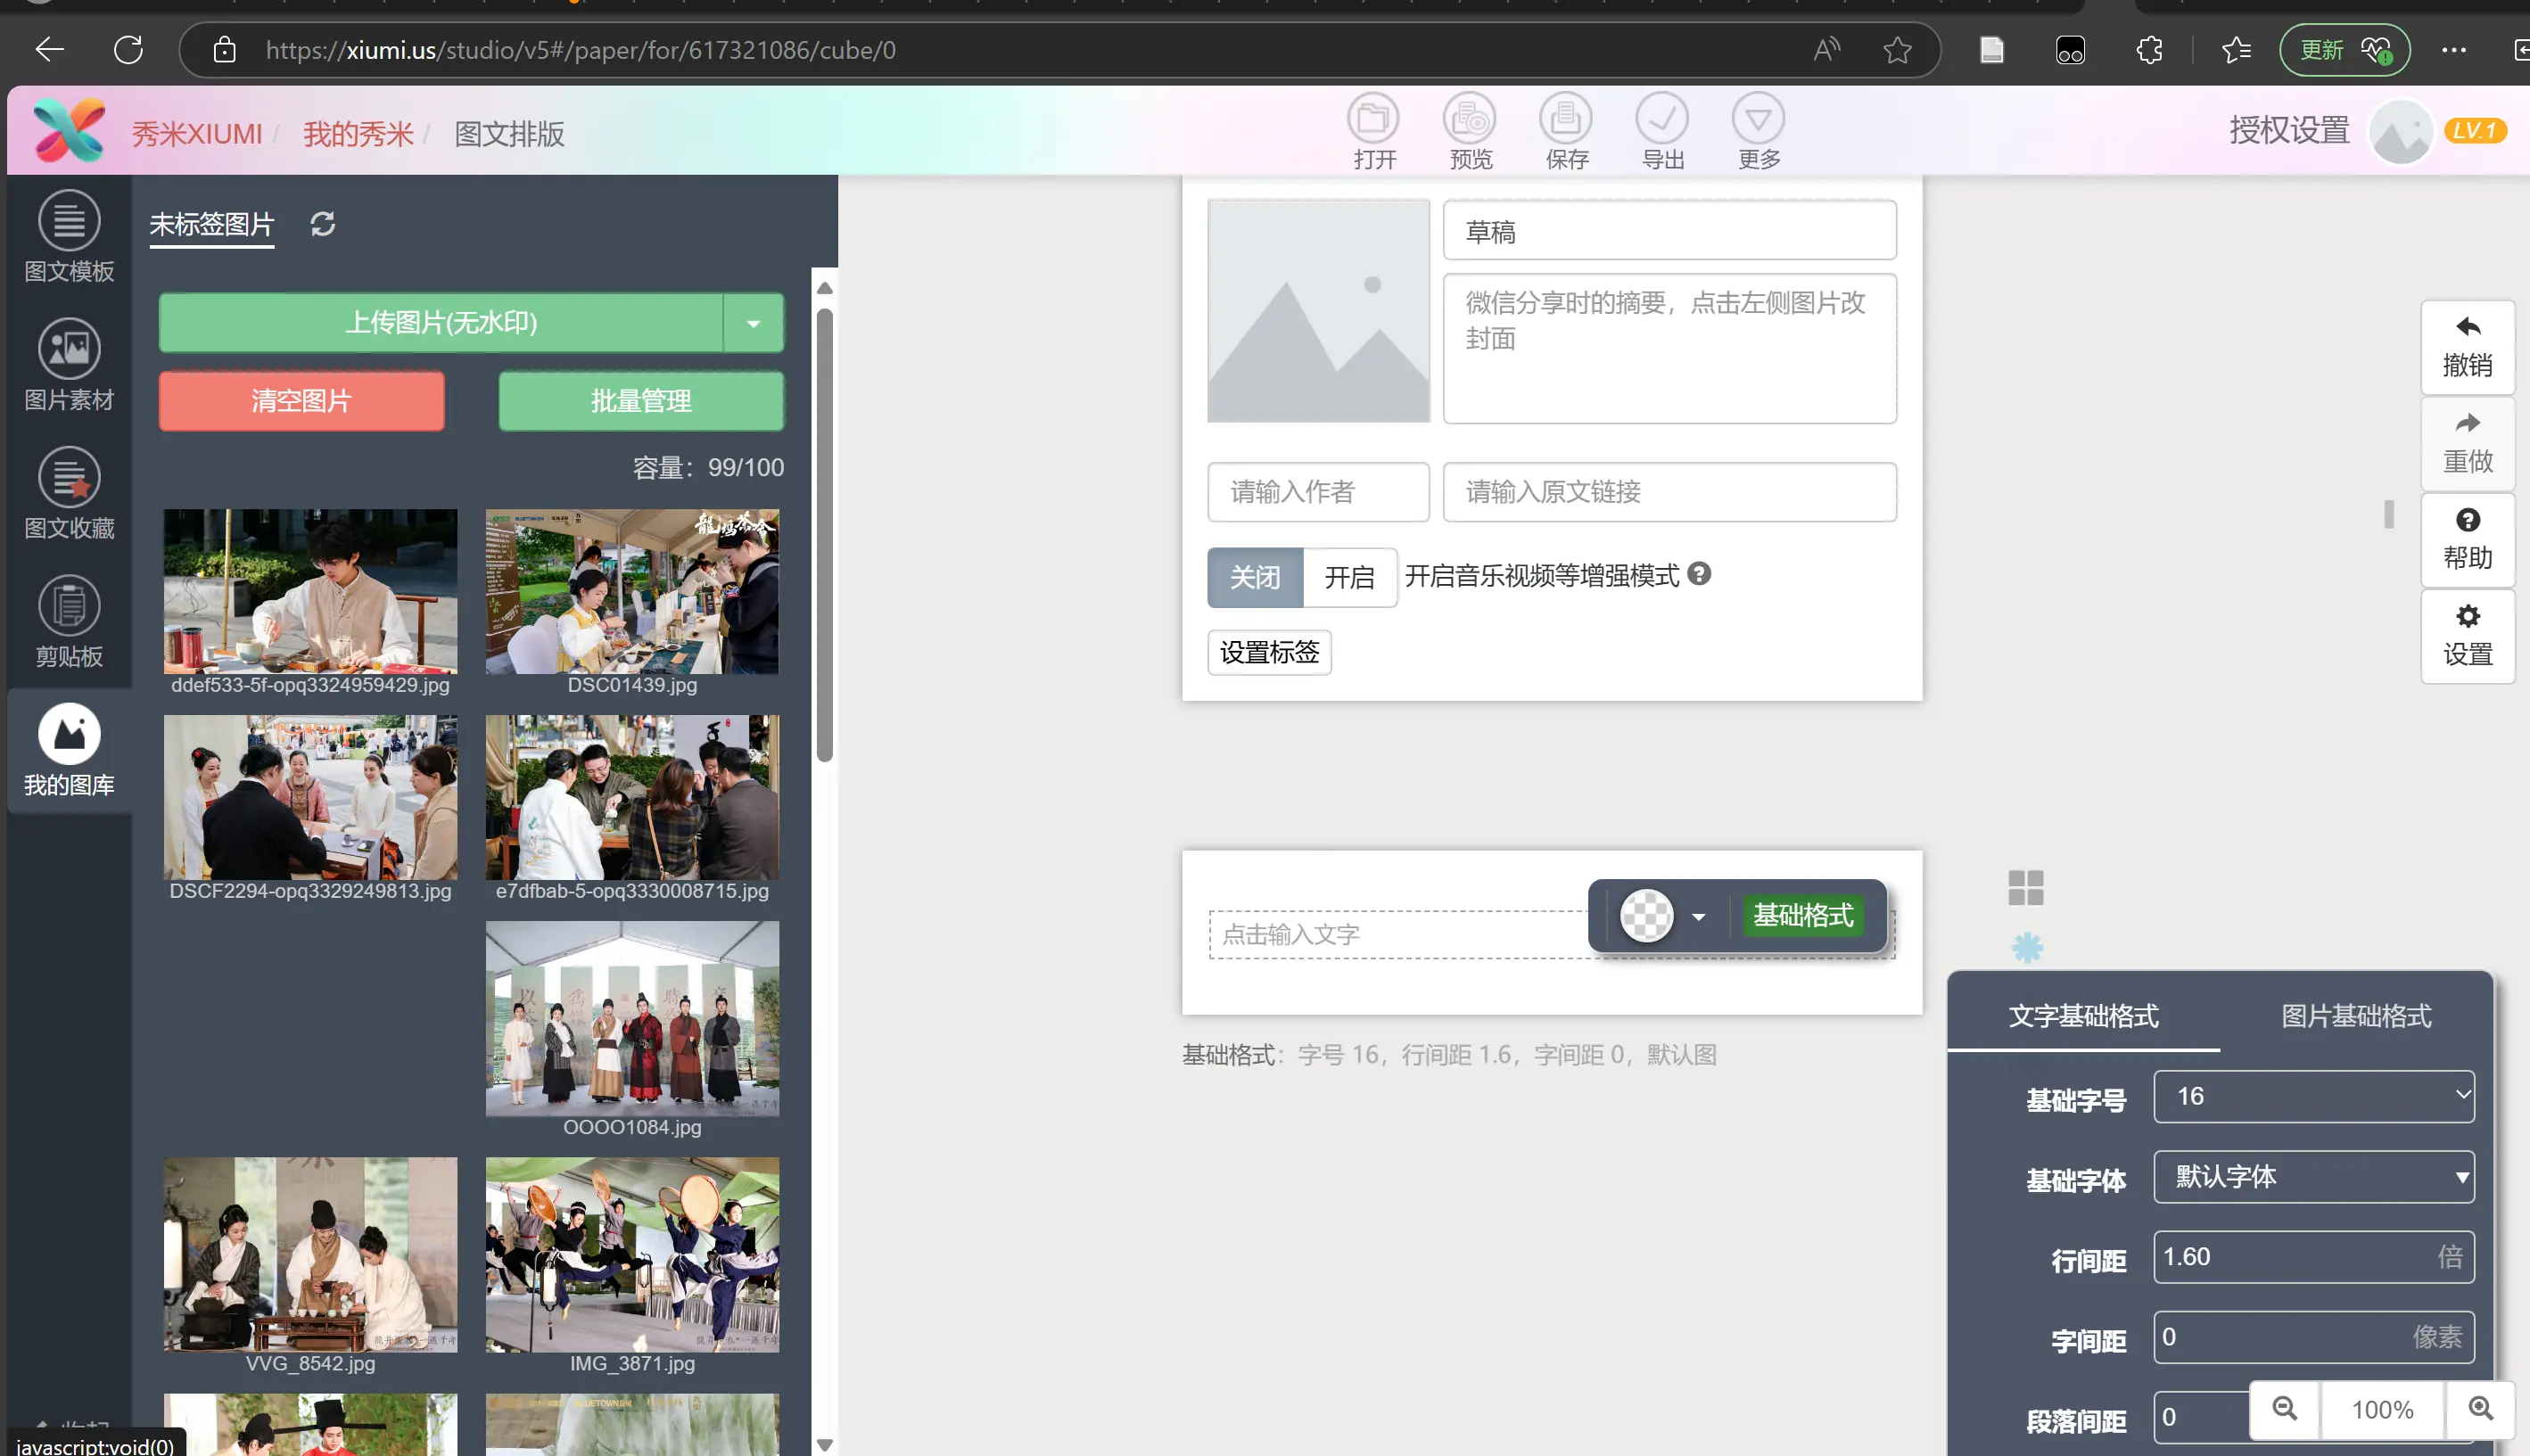 https://xiumi.us/studio/v5#/paper/for/617321086/cube/0
更新
秀米XIUMI / 我的秀米 / 图文排版
打开
预览
保存
导出
更多
授权设置
LV.1
图文模板
图片素材
图文收藏
剪贴板
我的图库
未标签图片
上传图片(无水印)
清空图片
批量管理
容量：99/100
ddef533-5f-opq3324959429.jpg
DSC01439.jpg
DSCF2294-opq3329249813.jpg
e7dfbab-5-opq3330008715.jpg
OOOO1084.jpg
VVG_8542.jpg
IMG_3871.jpg
javascript:void(0)
草稿
微信分享时的摘要，点击左侧图片改
封面
请输入作者
请输入原文链接
关闭
开启
开启音乐视频等增强模式
设置标签
点击输入文字
基础格式
基础格式：字号 16，行间距 1.6，字间距 0，默认图
撤销
重做
帮助
设置
文字基础格式
图片基础格式
基础字号
16
基础字体
默认字体
行间距
1.60
倍
字间距
0
像素
段落间距
0
100%